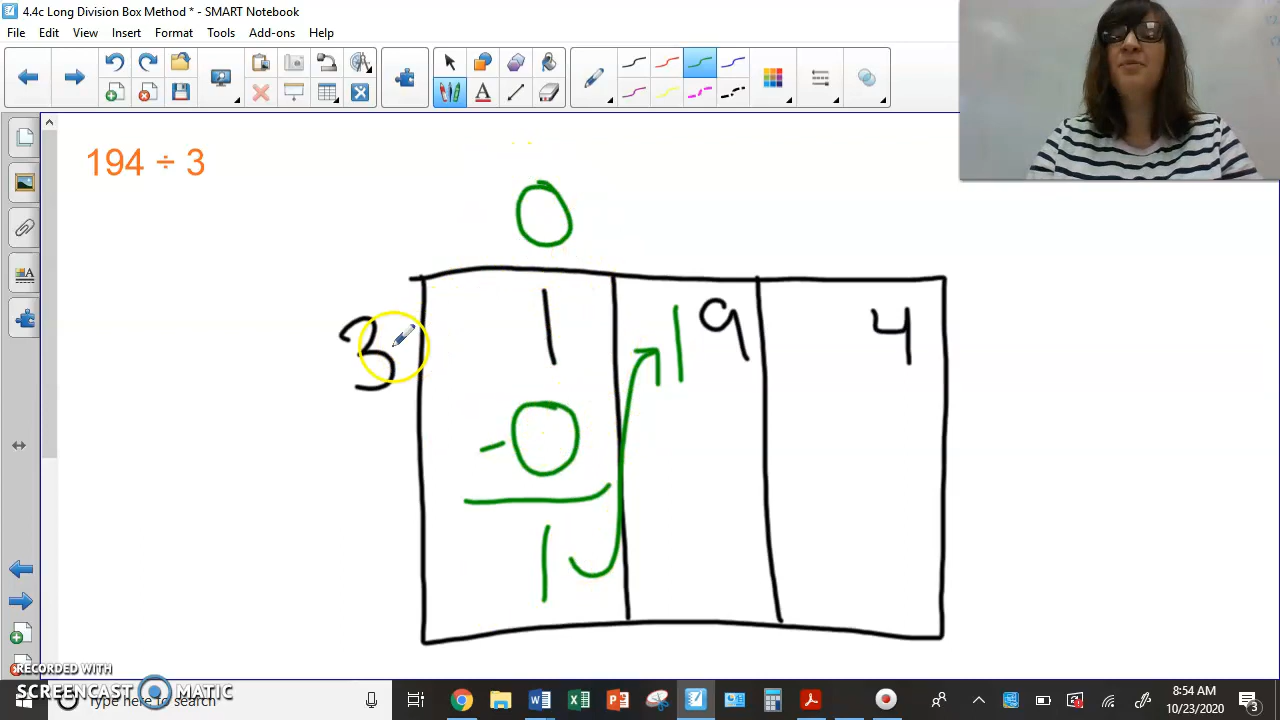 4.4c Long Division Box Method * - SMART Notebook
File Edit View Insert Format Tools Add-ons Help
194 ÷ 3
0
3 1 19 4
-0
1
RECORDED WITH
SCREENCAST MATIC
Type here to search
8:54 AM
10/23/2020
3